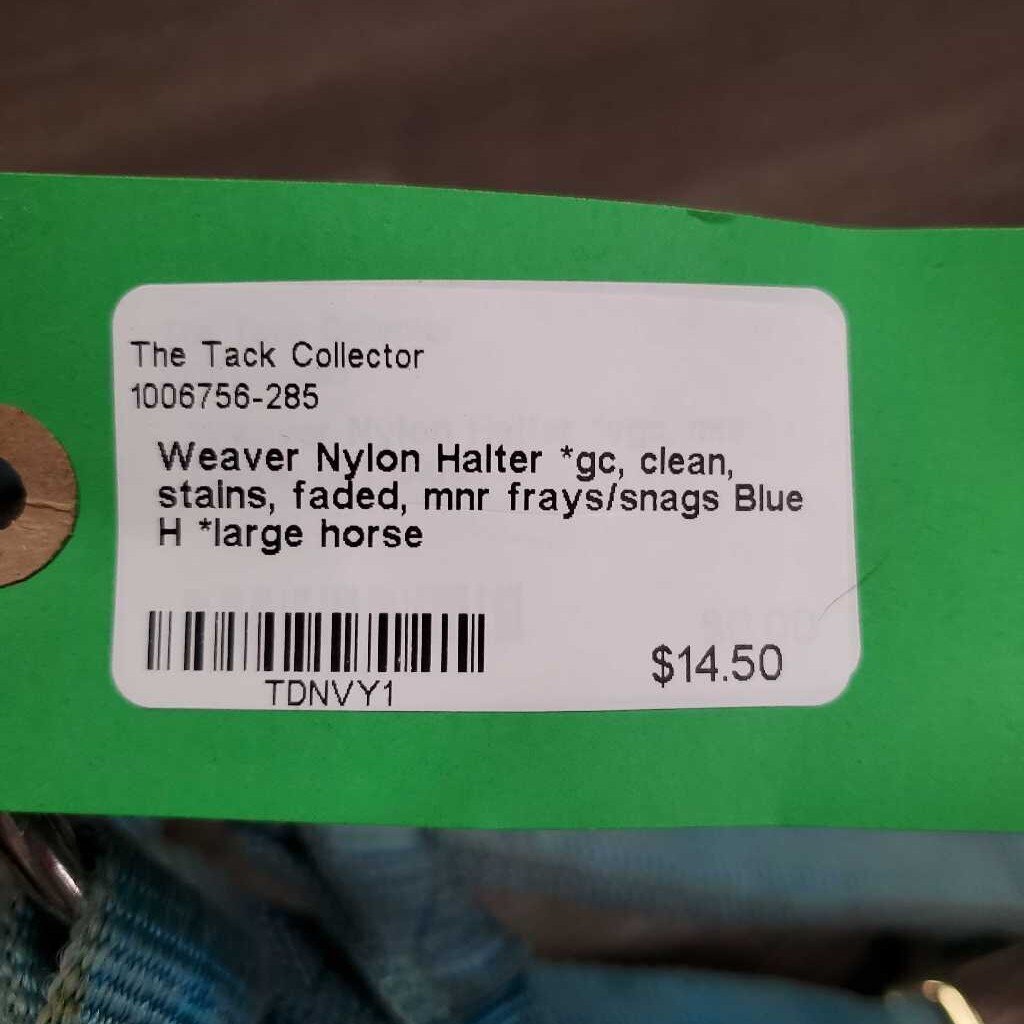 The Tack Collector
1006756-285
Weaver Nylon Halter *gc, clean,
stains, faded, mnr frays/snags Blue
H *large horse
TDNVY1
$14.50